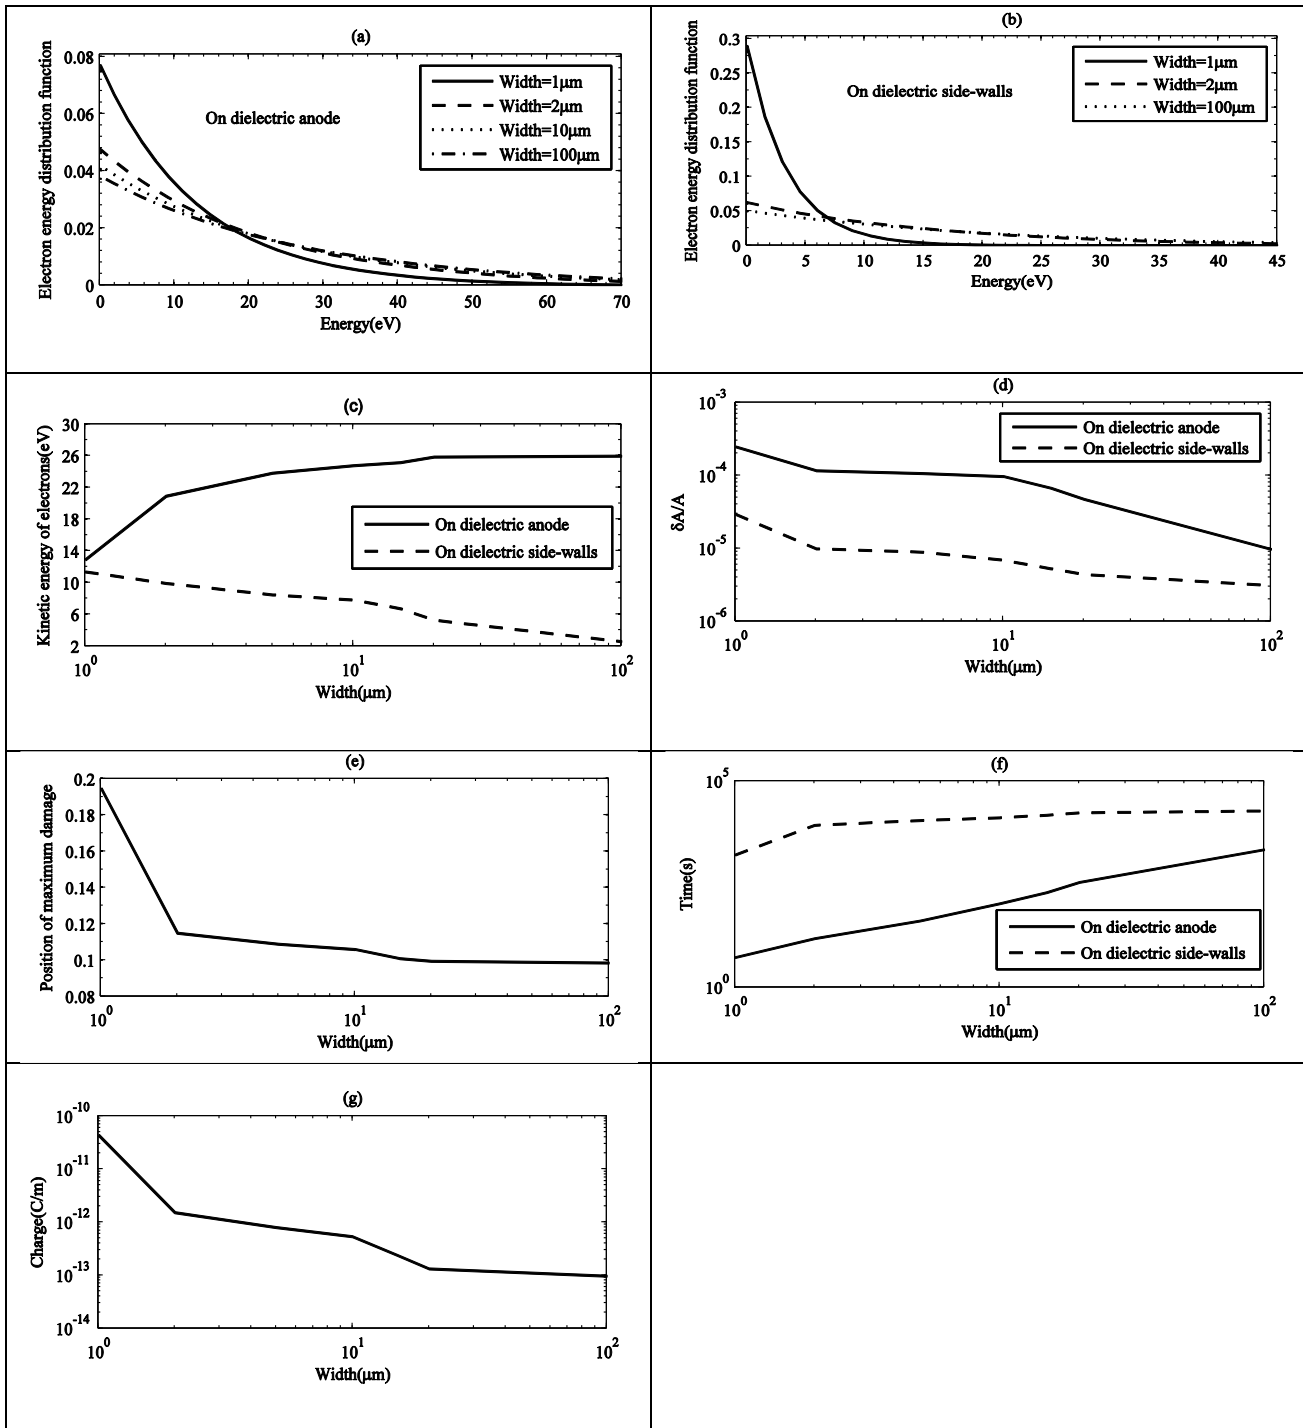 (a)
Electron energy distribution function
0.08
0.06
0.04
0.02
0
On dielectric anode
Width=1μm
Width=2μm
Width=10μm
Width=100μm
0 10 20 30 40 50 60 70
Energy(eV)
(b)
Electron energy distribution function
0.3
0.25
0.2
0.15
0.1
0.05
0
On dielectric side-walls
Width=1μm
Width=2μm
Width=100μm
0 5 10 15 20 25 30 35 40 45
Energy(eV)
(c)
Kinetic energy of electrons(eV)
30
26
22
18
14
10
6
2
On dielectric anode
On dielectric side-walls
10^0 10^1 10^2
Width(μm)
(d)
δA/A
10^-3
10^-4
10^-5
10^-6
On dielectric anode
On dielectric side-walls
10^0 10^1 10^2
Width(μm)
(e)
Position of maximum damage
0.2
0.18
0.16
0.14
0.12
0.1
0.08
10^0 10^1 10^2
Width(μm)
(f)
Time(s)
10^5
10^0
On dielectric anode
On dielectric side-walls
10^0 10^1 10^2
Width(μm)
(g)
Charge(C/m)
10^-10
10^-11
10^-12
10^-13
10^-14
10^0 10^1 10^2
Width(μm)